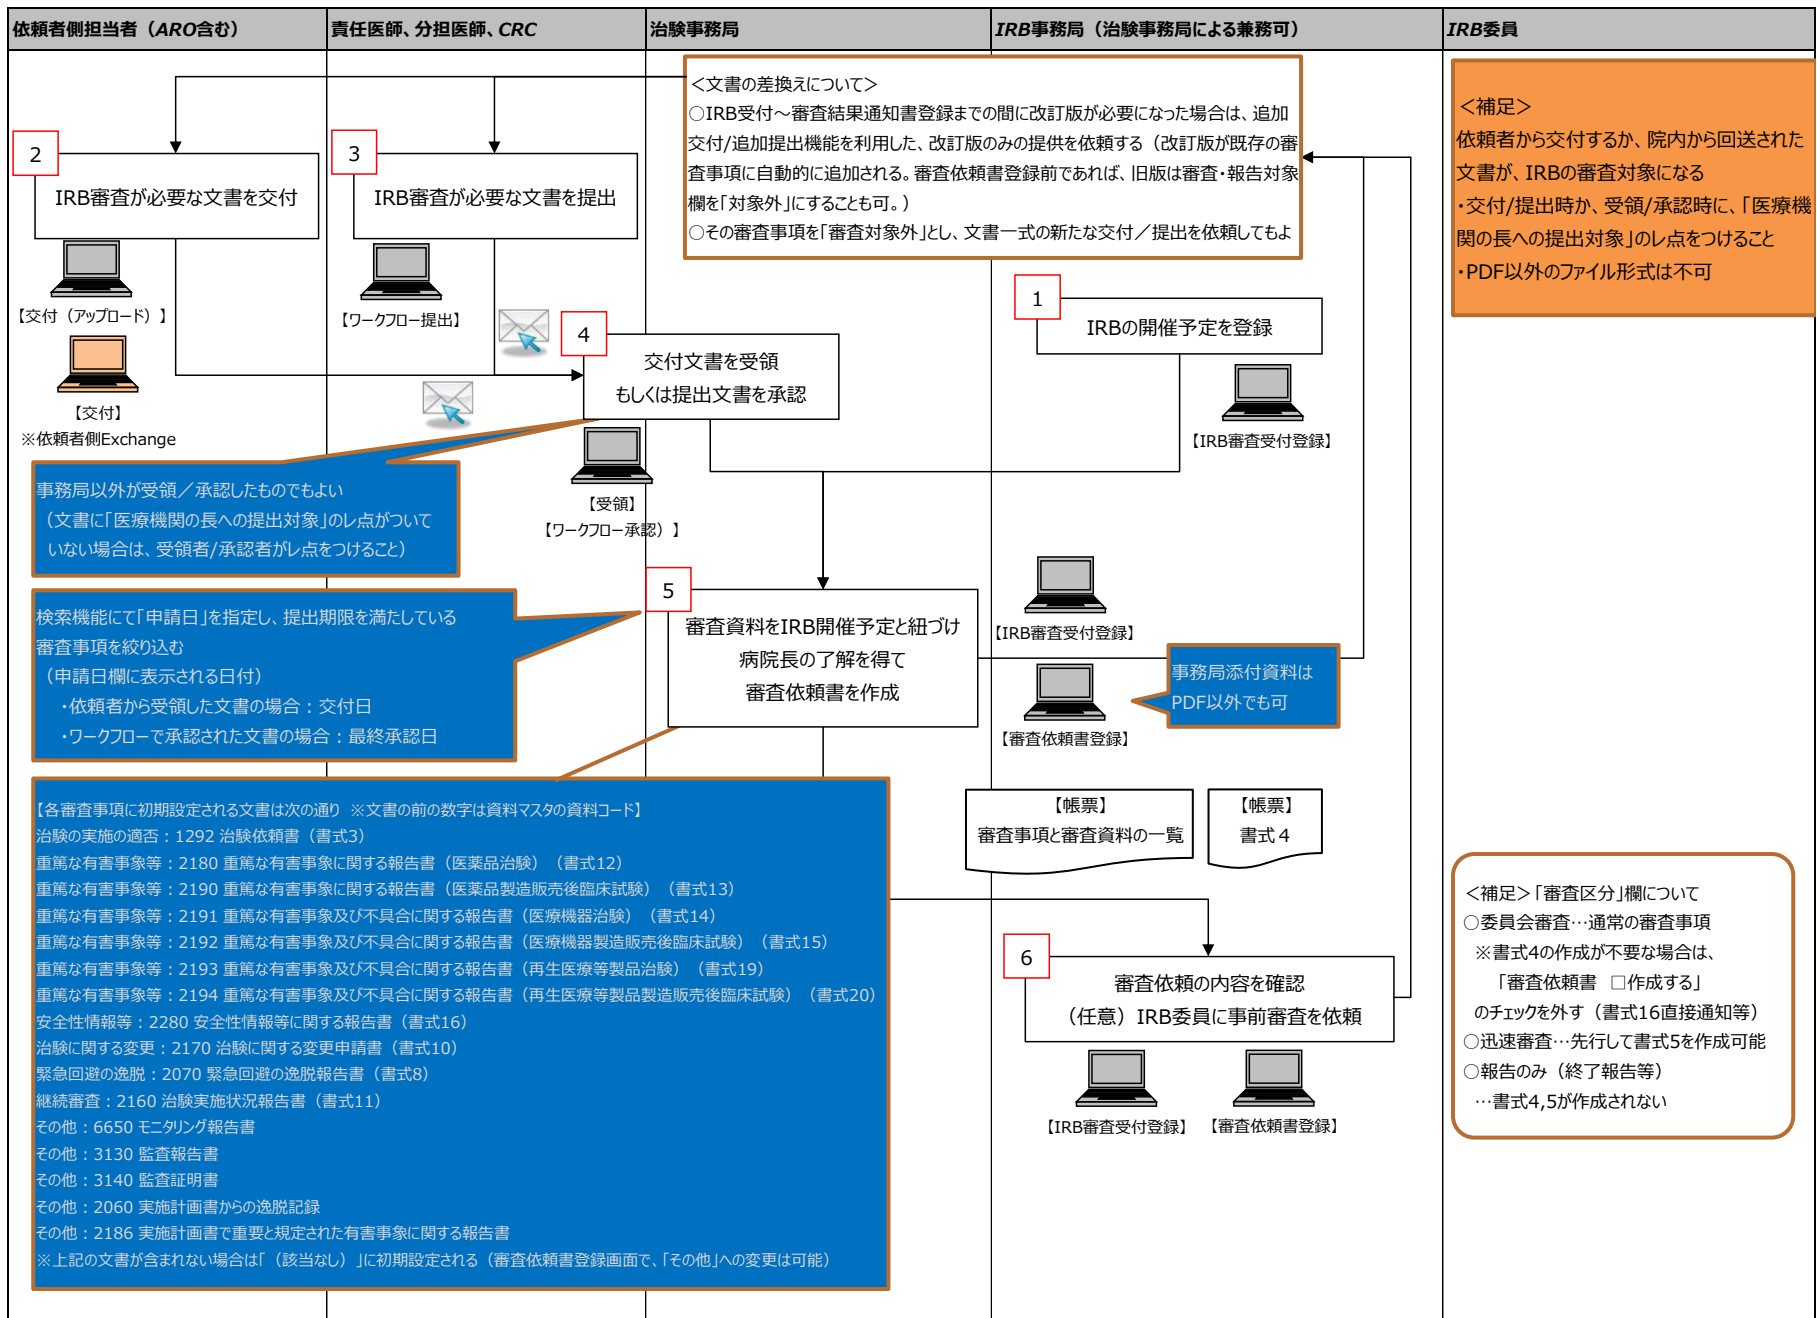 依頼者側担当者（ARO含む）
責任医師、分担医師、CRC
治験事務局
IRB事務局（治験事務局による兼務可）
IRB委員
＜文書の差換えについて＞
○IRB受付～審査結果通知書登録までの間に改訂版が必要になった場合は、追加
交付/追加提出機能を利用した、改訂版のみの提供を依頼する（改訂版が既存の審
査事項に自動的に追加される。審査依頼書登録前であれば、旧版は審査・報告対象
欄を「対象外」にすることも可。）
○その審査事項を「審査対象外」とし、文書一式の新たな交付／提出を依頼してもよ
＜補足＞
依頼者から交付するか、院内から回送された
文書が、IRBの審査対象になる
・交付/提出時か、受領/承認時に、「医療機
関の長への提出対象」のレ点をつけること
・PDF以外のファイル形式は不可
2
IRB審査が必要な文書を交付
【交付（アップロード）】
【交付】
※依頼者側Exchange
3
IRB審査が必要な文書を提出
【ワークフロー提出】
1
IRBの開催予定を登録
【IRB審査受付登録】
4
交付文書を受領
もしくは提出文書を承認
【受領】
【ワークフロー承認）】
事務局以外が受領／承認したものでもよい
（文書に「医療機関の長への提出対象」のレ点がついて
いない場合は、受領者/承認者がレ点をつけること）
検索機能にて「申請日」を指定し、提出期限を満たしている
審査事項を絞り込む
（申請日欄に表示される日付）
・依頼者から受領した文書の場合：交付日
・ワークフローで承認された文書の場合：最終承認日
5
審査資料をIRB開催予定と紐づけ
病院長の了解を得て
審査依頼書を作成
【IRB審査受付登録】
【審査依頼書登録】
事務局添付資料は
PDF以外でも可
【各審査事項に初期設定される文書は次の通り ※文書の前の数字は資料マスタの資料コード】
治験の実施の適否：1292 治験依頼書（書式3）
重篤な有害事象等：2180 重篤な有害事象に関する報告書（医薬品治験）（書式12）
重篤な有害事象等：2190 重篤な有害事象に関する報告書（医薬品製造販売後臨床試験）（書式13）
重篤な有害事象等：2191 重篤な有害事象及び不具合に関する報告書（医療機器治験）（書式14）
重篤な有害事象等：2192 重篤な有害事象及び不具合に関する報告書（医療機器製造販売後臨床試験）（書式15）
重篤な有害事象等：2193 重篤な有害事象及び不具合に関する報告書（再生医療等製品治験）（書式19）
重篤な有害事象等：2194 重篤な有害事象及び不具合に関する報告書（再生医療等製品製造販売後臨床試験）（書式20）
安全性情報等：2280 安全性情報等に関する報告書（書式16）
治験に関する変更：2170 治験に関する変更申請書（書式10）
緊急回避の逸脱：2070 緊急回避の逸脱報告書（書式8）
継続審査：2160 治験実施状況報告書（書式11）
その他：6650 モニタリング報告書
その他：3130 監査報告書
その他：3140 監査証明書
その他：2060 実施計画書からの逸脱記録
その他：2186 実施計画書で重要と規定された有害事象に関する報告書
※上記の文書が含まれない場合は「（該当なし）」に初期設定される（審査依頼書登録画面で、「その他」への変更は可能）
【帳票】
審査事項と審査資料の一覧
【帳票】
書式４
6
審査依頼の内容を確認
（任意）IRB委員に事前審査を依頼
【IRB審査受付登録】
【審査依頼書登録】
＜補足＞「審査区分」欄について
○委員会審査…通常の審査事項
※書式4の作成が不要な場合は、
「審査依頼書　□作成する」
のチェックを外す（書式16直接通知等）
○迅速審査…先行して書式5を作成可能
○報告のみ（終了報告等）
…書式4,5が作成されない